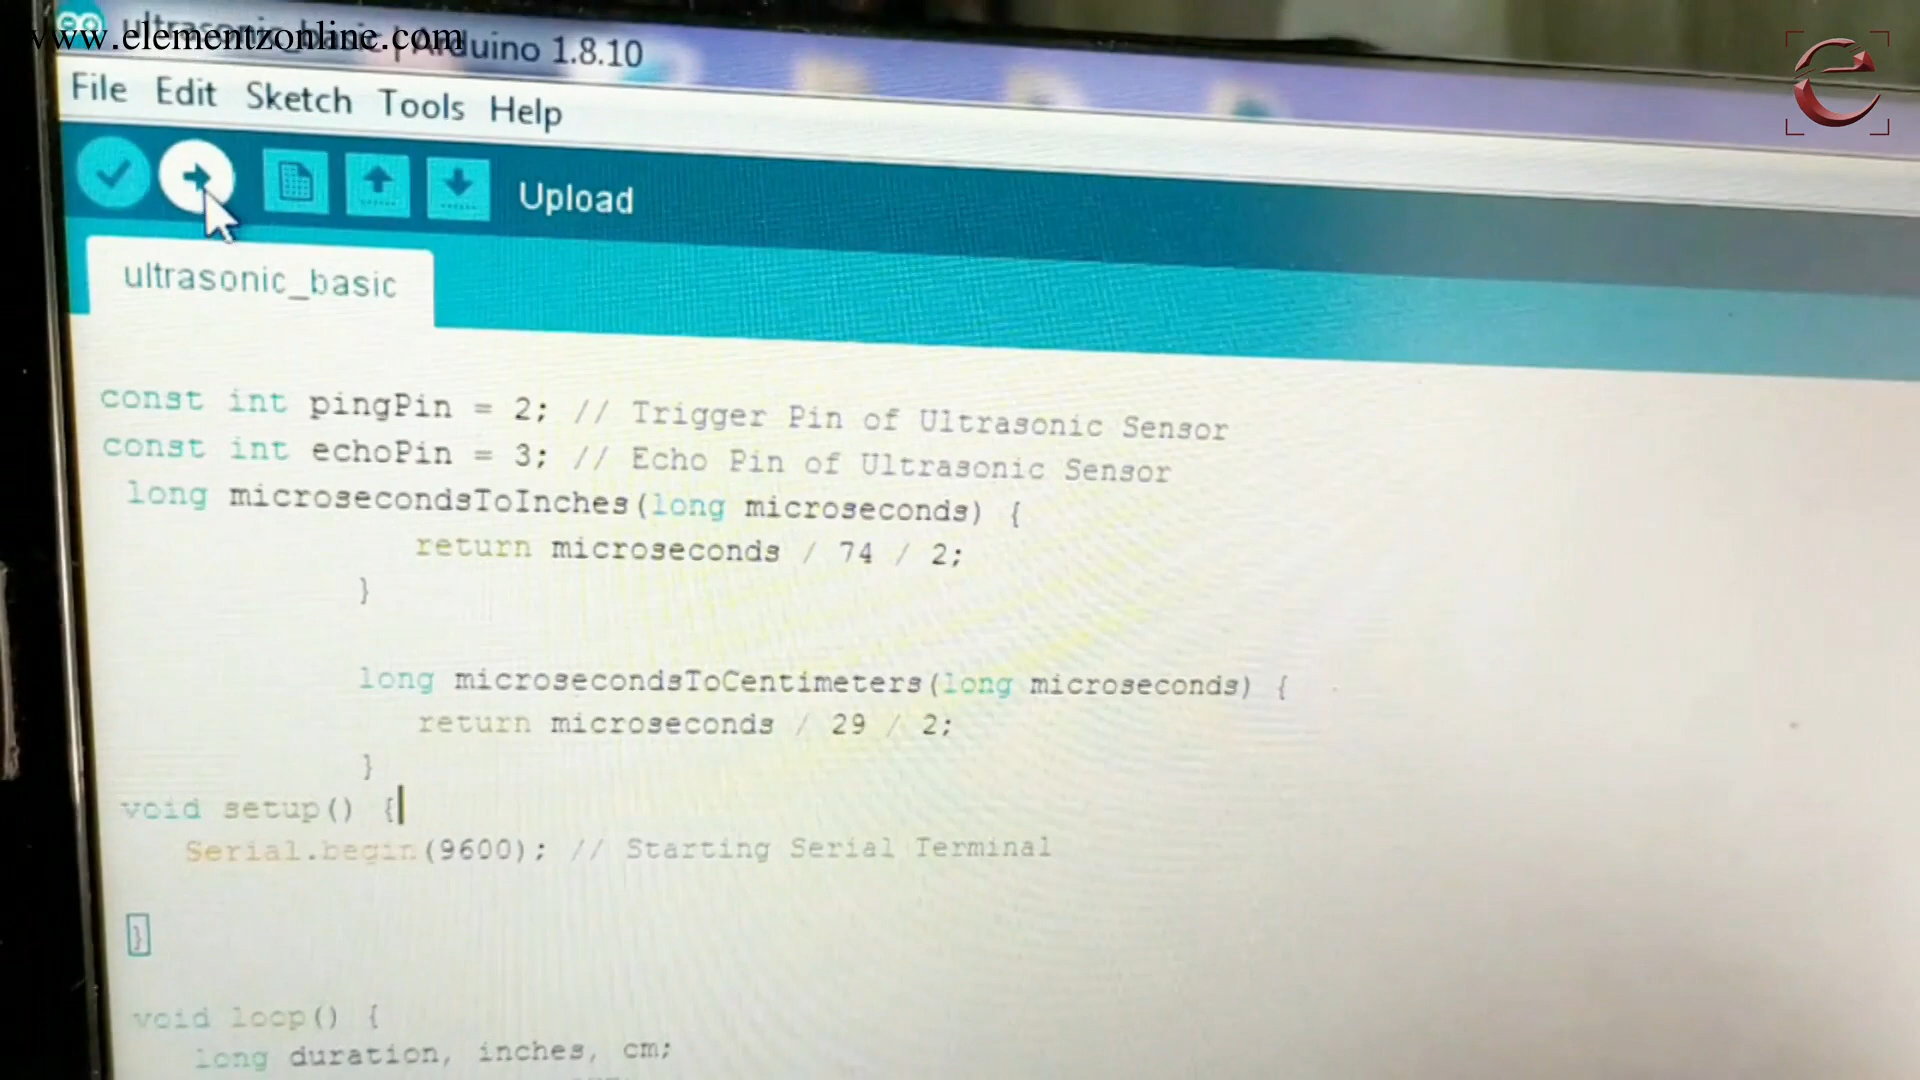 www.elementzonline.com
ultrasonic_basic | Arduino 1.8.10
File Edit Sketch Tools Help
Upload
ultrasonic_basic
const int pingPin = 2; // Trigger Pin of Ultrasonic Sensor
const int echoPin = 3; // Echo Pin of Ultrasonic Sensor
long microsecondsToInches(long microseconds) {
return microseconds / 74 / 2;
}
long microsecondsToCentimeters(long microseconds) {
return microseconds / 29 / 2;
}
void setup() {
Serial.begin(9600); // Starting Serial Terminal
}
void loop() {
long duration, inches, cm;